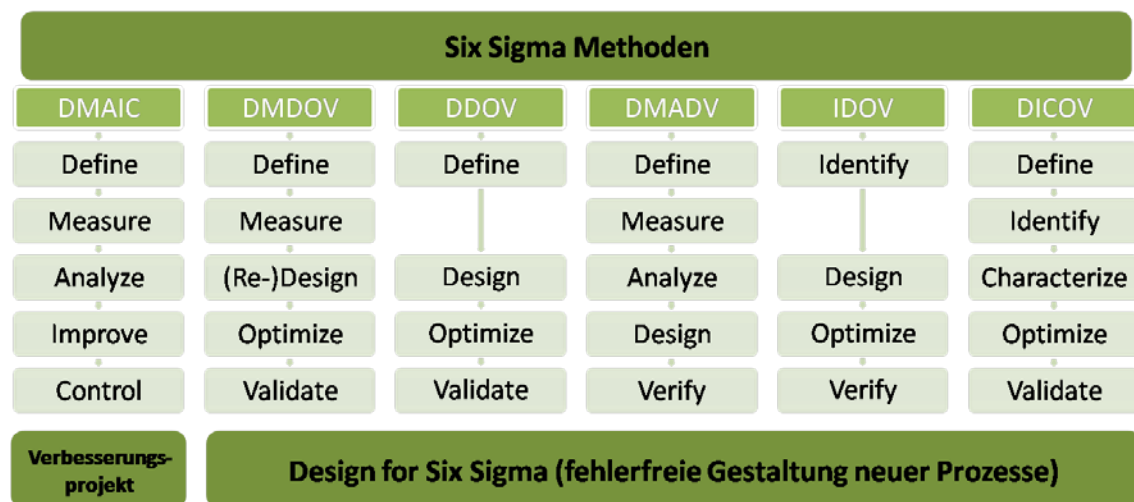 Six Sigma Methoden
DMAIC DMDOV DDOV DMADV IDOV DICOV
Define Define Define Define Identify Define
Measure Measure Measure Identify
Analyze (Re-)Design Design Analyze Design Characterize
Improve Optimize Optimize Design Optimize Optimize
Control Validate Validate Verify Verify Validate
Verbesserungs-
projekt
Design for Six Sigma (fehlerfreie Gestaltung neuer Prozesse)